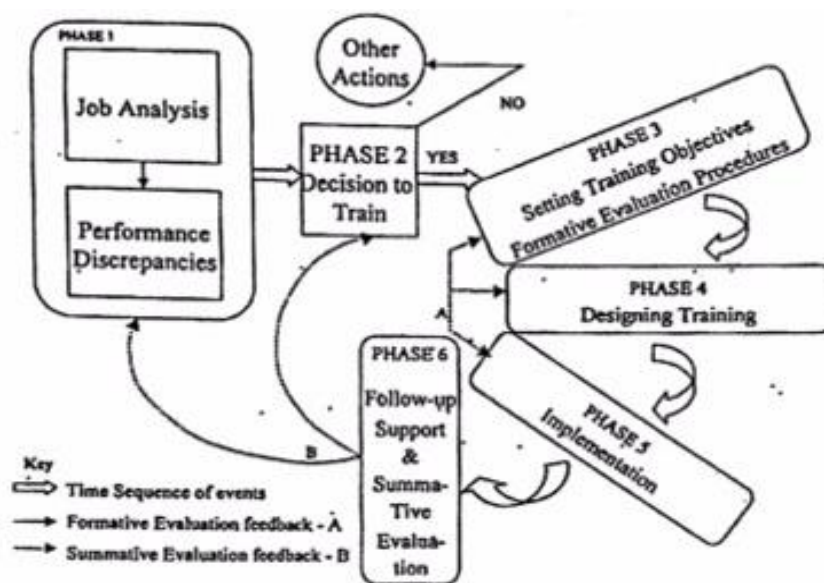 PHASE 1
Job Analysis
Performance
Discrepancies
Other
Actions
NO
PHASE 2
Decision to
Train
YES
PHASE 3
Setting Training Objectives
Formative Evaluation Procedures
PHASE 4
Designing Training
A
PHASE 5
Implementation
PHASE 6
Follow-up
Support
&
Summa-
Tive
Evalua-
tion
B
Key
Time Sequence of events
Formative Evaluation feedback - A
Summative Evaluation feedback - B